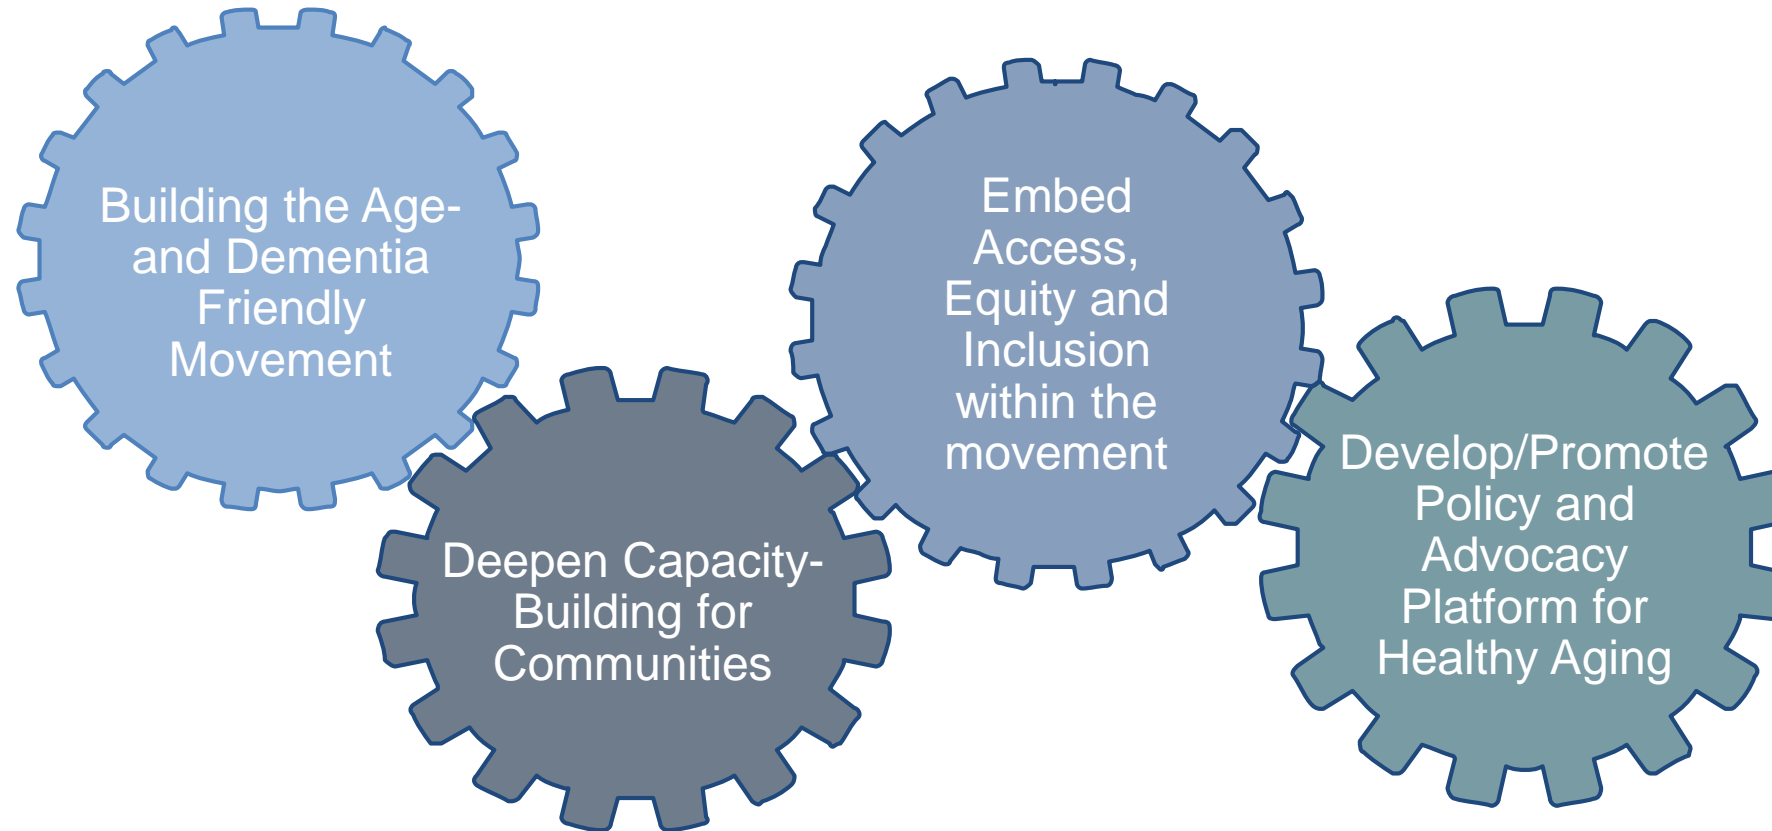 Building the Age-
and Dementia
Friendly
Movement
Deepen Capacity-
Building for
Communities
Embed
Access,
Equity and
Inclusion
within the
movement
Develop/Promote
Policy and
Advocacy
Platform for
Healthy Aging